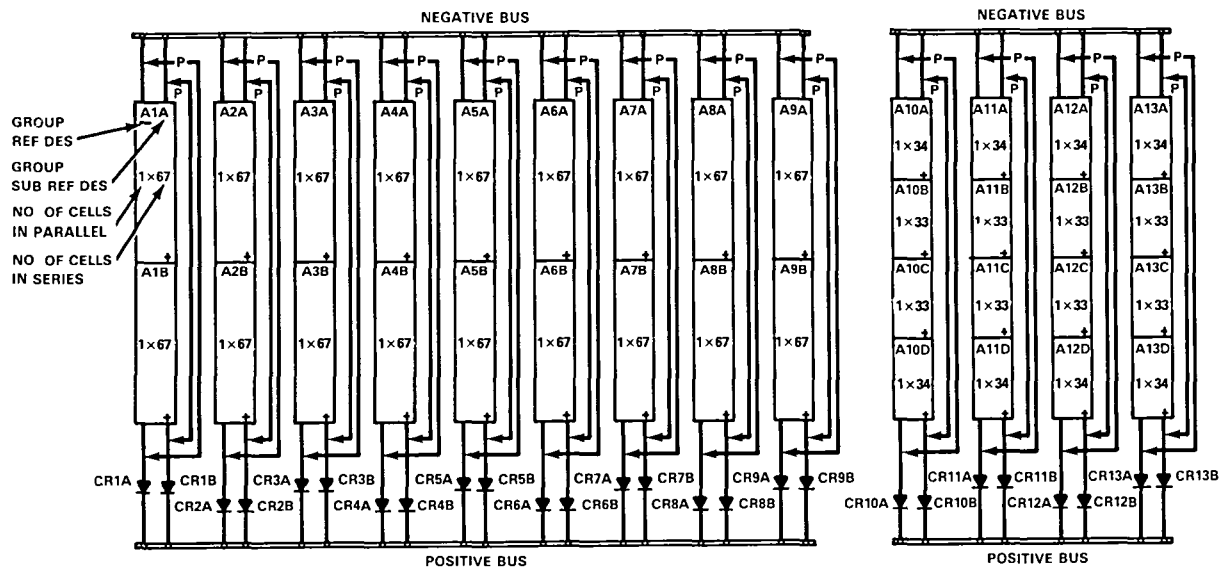 NEGATIVE BUS
NEGATIVE BUS
P P P P P P P P P P P P P
P P P P P P P P P P P P P
A1A A2A A3A A4A A5A A6A A7A A8A A9A A10A A11A A12A A13A
GROUP
REF DES
GROUP
SUB REF DES
NO OF CELLS
IN PARALLEL
NO OF CELLS
IN SERIES
1×67 1×67 1×67 1×67 1×67 1×67 1×67 1×67 1×67
1×34 1×34 1×34 1×34
+ + + +
A10B A11B A12B A13B
1×33 1×33 1×33 1×33
+ + + + + + + + + + + + +
A1B A2B A3B A4B A5B A6B A7B A8B A9B A10C A11C A12C A13C
1×33 1×33 1×33 1×33
+ + + +
1×67 1×67 1×67 1×67 1×67 1×67 1×67 1×67 1×67
A10D A11D A12D A13D
1×34 1×34 1×34 1×34
+ + + + + + + + + + + + +
CR1A CR1B CR3A CR3B CR5A CR5B CR7A CR7B CR9A CR9B CR11A CR11B CR13A CR13B
CR2A CR2B CR4A CR4B CR6A CR6B CR8A CR8B CR10A CR10B CR12A CR12B
POSITIVE BUS
POSITIVE BUS